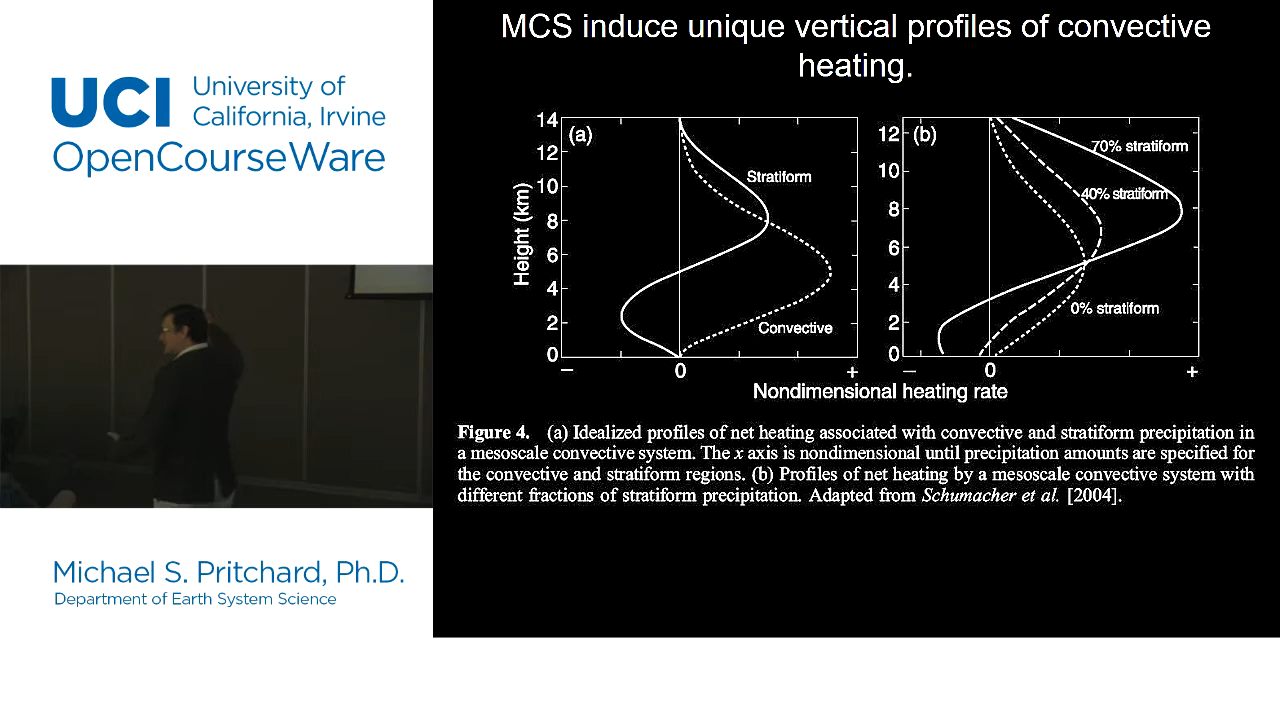 UCI University of
California, Irvine
OpenCourseWare
MCS induce unique vertical profiles of convective
heating.
(a)
Height (km)
14
12
10
8
6
4
2
0
Stratiform
Convective
– 0 +
(b)
12
10
8
6
4
2
0
70% stratiform
40% stratiform
0% stratiform
– 0 +
Nondimensional heating rate
Figure 4. (a) Idealized profiles of net heating associated with convective and stratiform precipitation in
a mesoscale convective system. The x axis is nondimensional until precipitation amounts are specified for
the convective and stratiform regions. (b) Profiles of net heating by a mesoscale convective system with
different fractions of stratiform precipitation. Adapted from Schumacher et al. [2004].
Michael S. Pritchard, Ph.D.
Department of Earth System Science